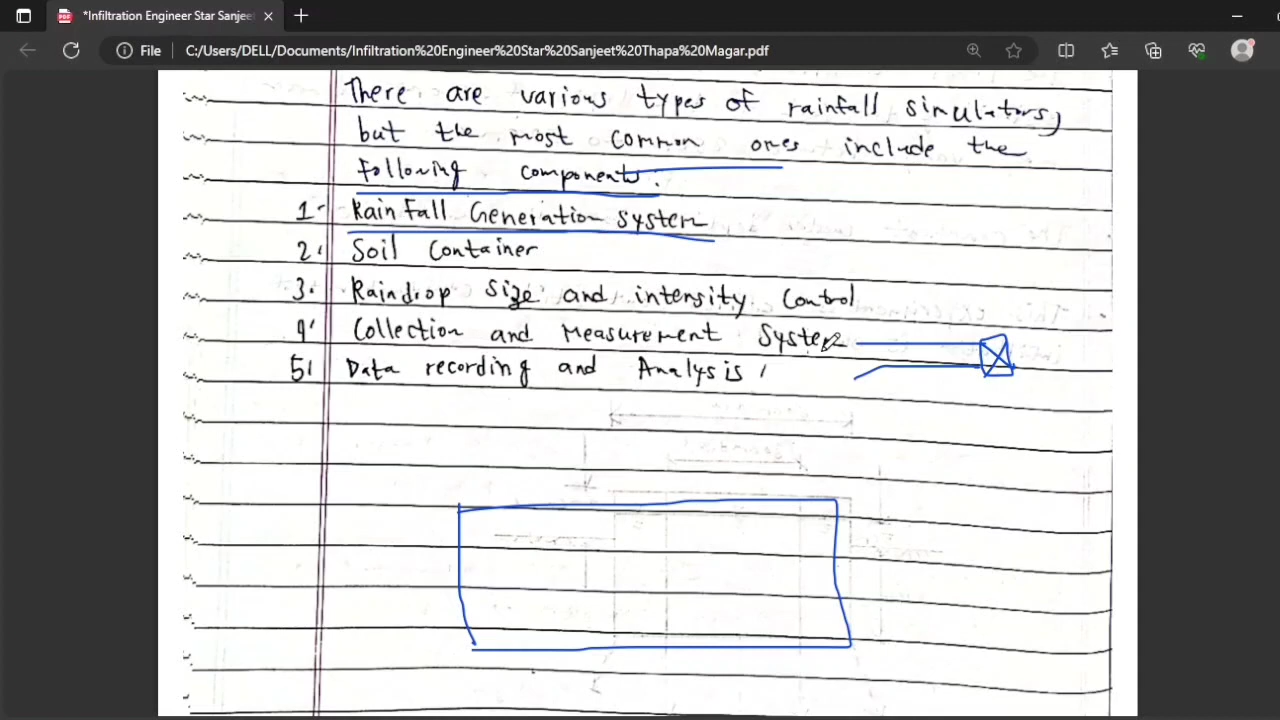 *Infiltration Engineer Star Sanjee
File
C:/Users/DELL/Documents/Infiltration%20Engineer%20Star%20Sanjeet%20Thapa%20Magar.pdf
There are various types of rainfall simulators,
but the most common ones include the
following components.
1. Rainfall Generation system
2. Soil Container
3. Raindrop size and intensity control
4. Collection and Measurement System
5. Data recording and Analysis.